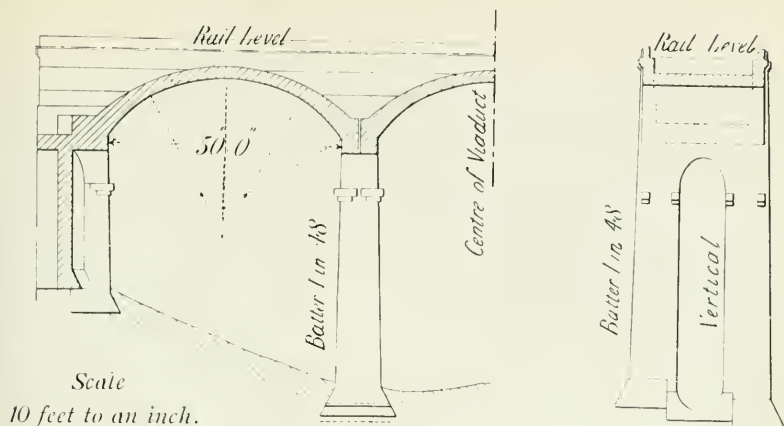 Rail Level
50' 0"
Batter 1 in 48
Centre of Viaduct
Scale
10 feet to an inch.
Rail Level
Batter 1 in 48
Vertical